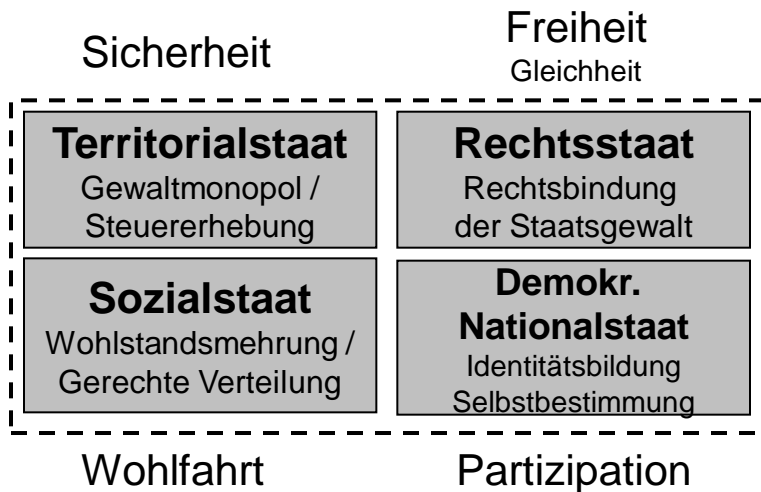 Sicherheit
Freiheit
Gleichheit
Territorialstaat
Gewaltmonopol /
Steuererhebung
Rechtsstaat
Rechtsbindung
der Staatsgewalt
Sozialstaat
Wohlstandsmehrung /
Gerechte Verteilung
Demokr.
Nationalstaat
Identitätsbildung
Selbstbestimmung
Wohlfahrt
Partizipation